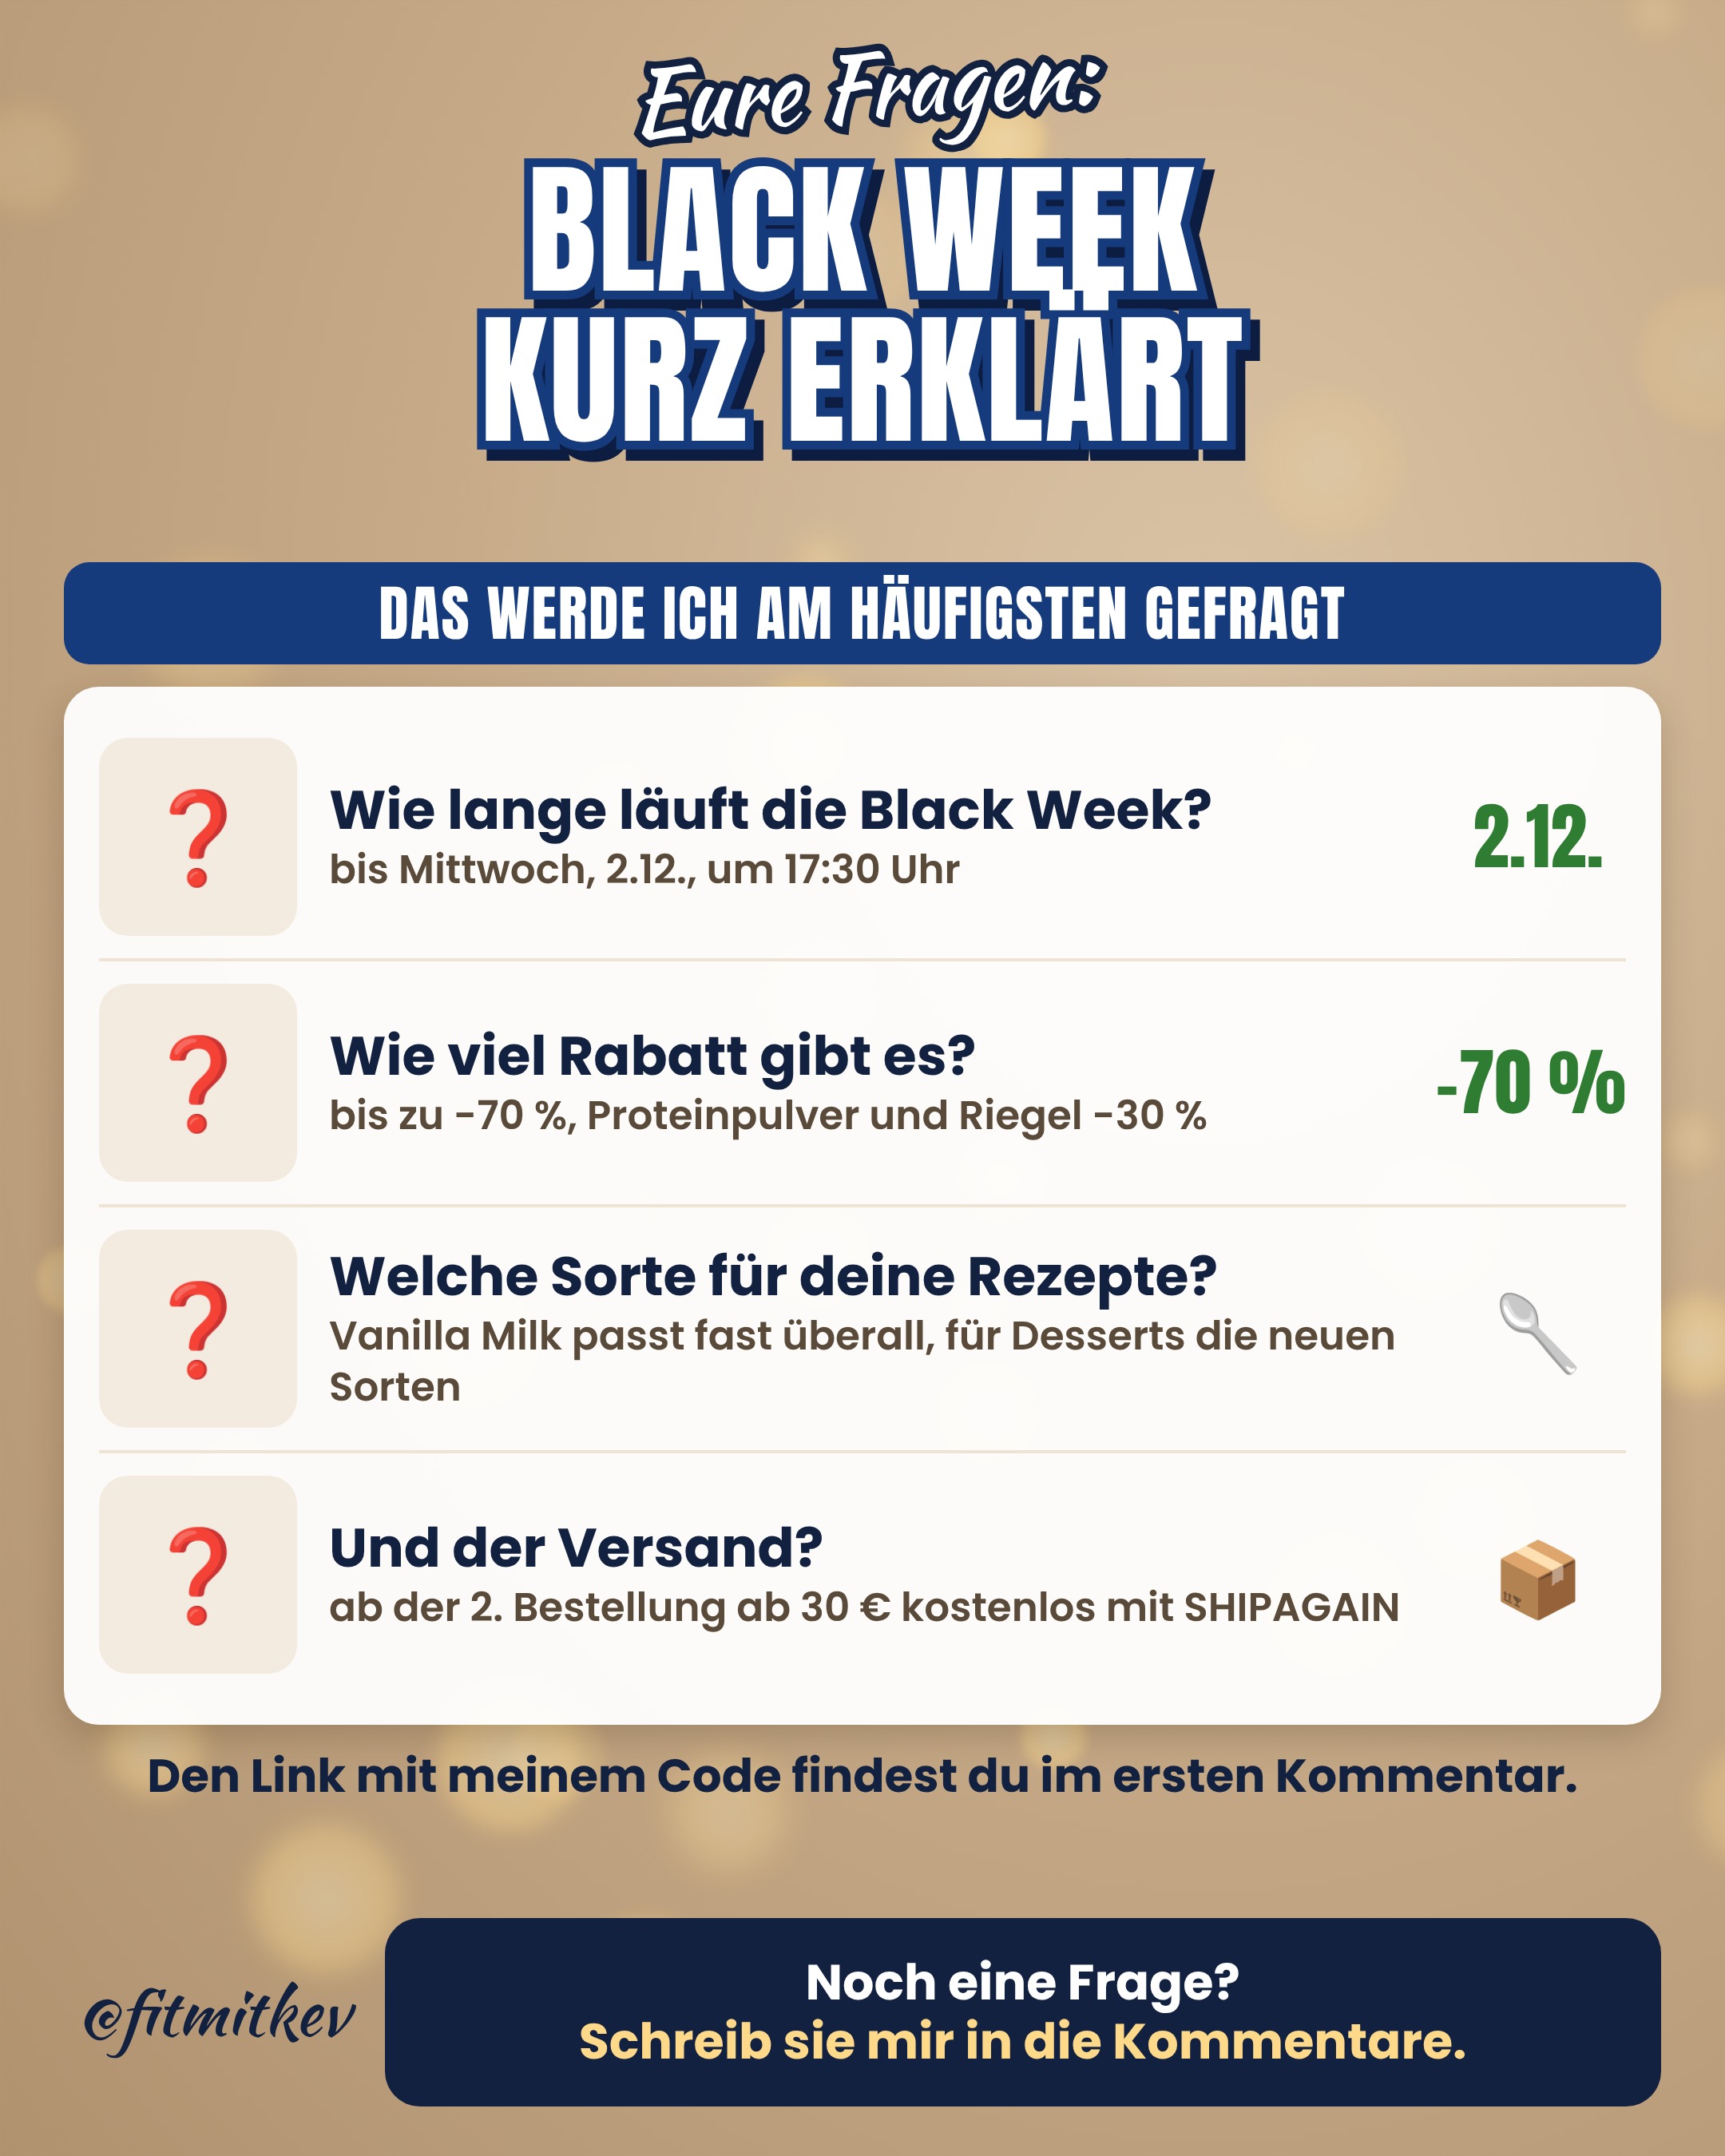 Eure Fragen:
BLACK WEEK
KURZ ERKLÄRT
DAS WERDE ICH AM HÄUFIGSTEN GEFRAGT
Wie lange läuft die Black Week?
bis Mittwoch, 2.12., um 17:30 Uhr
2.12.
Wie viel Rabatt gibt es?
bis zu -70 %, Proteinpulver und Riegel -30 %
-70 %
Welche Sorte für deine Rezepte?
Vanilla Milk passt fast überall, für Desserts die neuen
Sorten
Und der Versand?
ab der 2. Bestellung ab 30 € kostenlos mit SHIPAGAIN
Den Link mit meinem Code findest du im ersten Kommentar.
@fitmitkev
Noch eine Frage?
Schreib sie mir in die Kommentare.